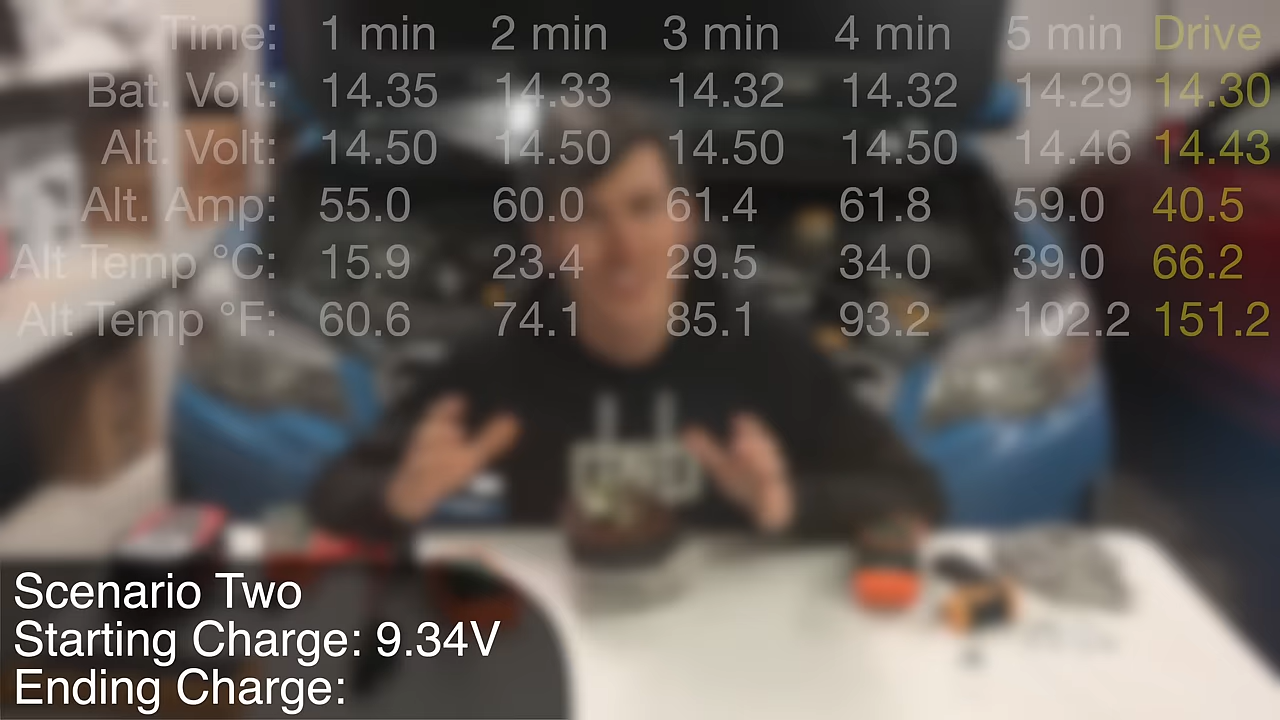 Time: 1 min 2 min 3 min 4 min 5 min Drive
Bat. Volt: 14.35 14.33 14.32 14.32 14.29 14.30
Alt. Volt: 14.50 14.50 14.50 14.50 14.46 14.43
Alt. Amp: 55.0 60.0 61.4 61.8 59.0 40.5
Alt Temp °C: 15.9 23.4 29.5 34.0 39.0 66.2
Alt Temp °F: 60.6 74.1 85.1 93.2 102.2 151.2
Scenario Two
Starting Charge: 9.34V
Ending Charge: